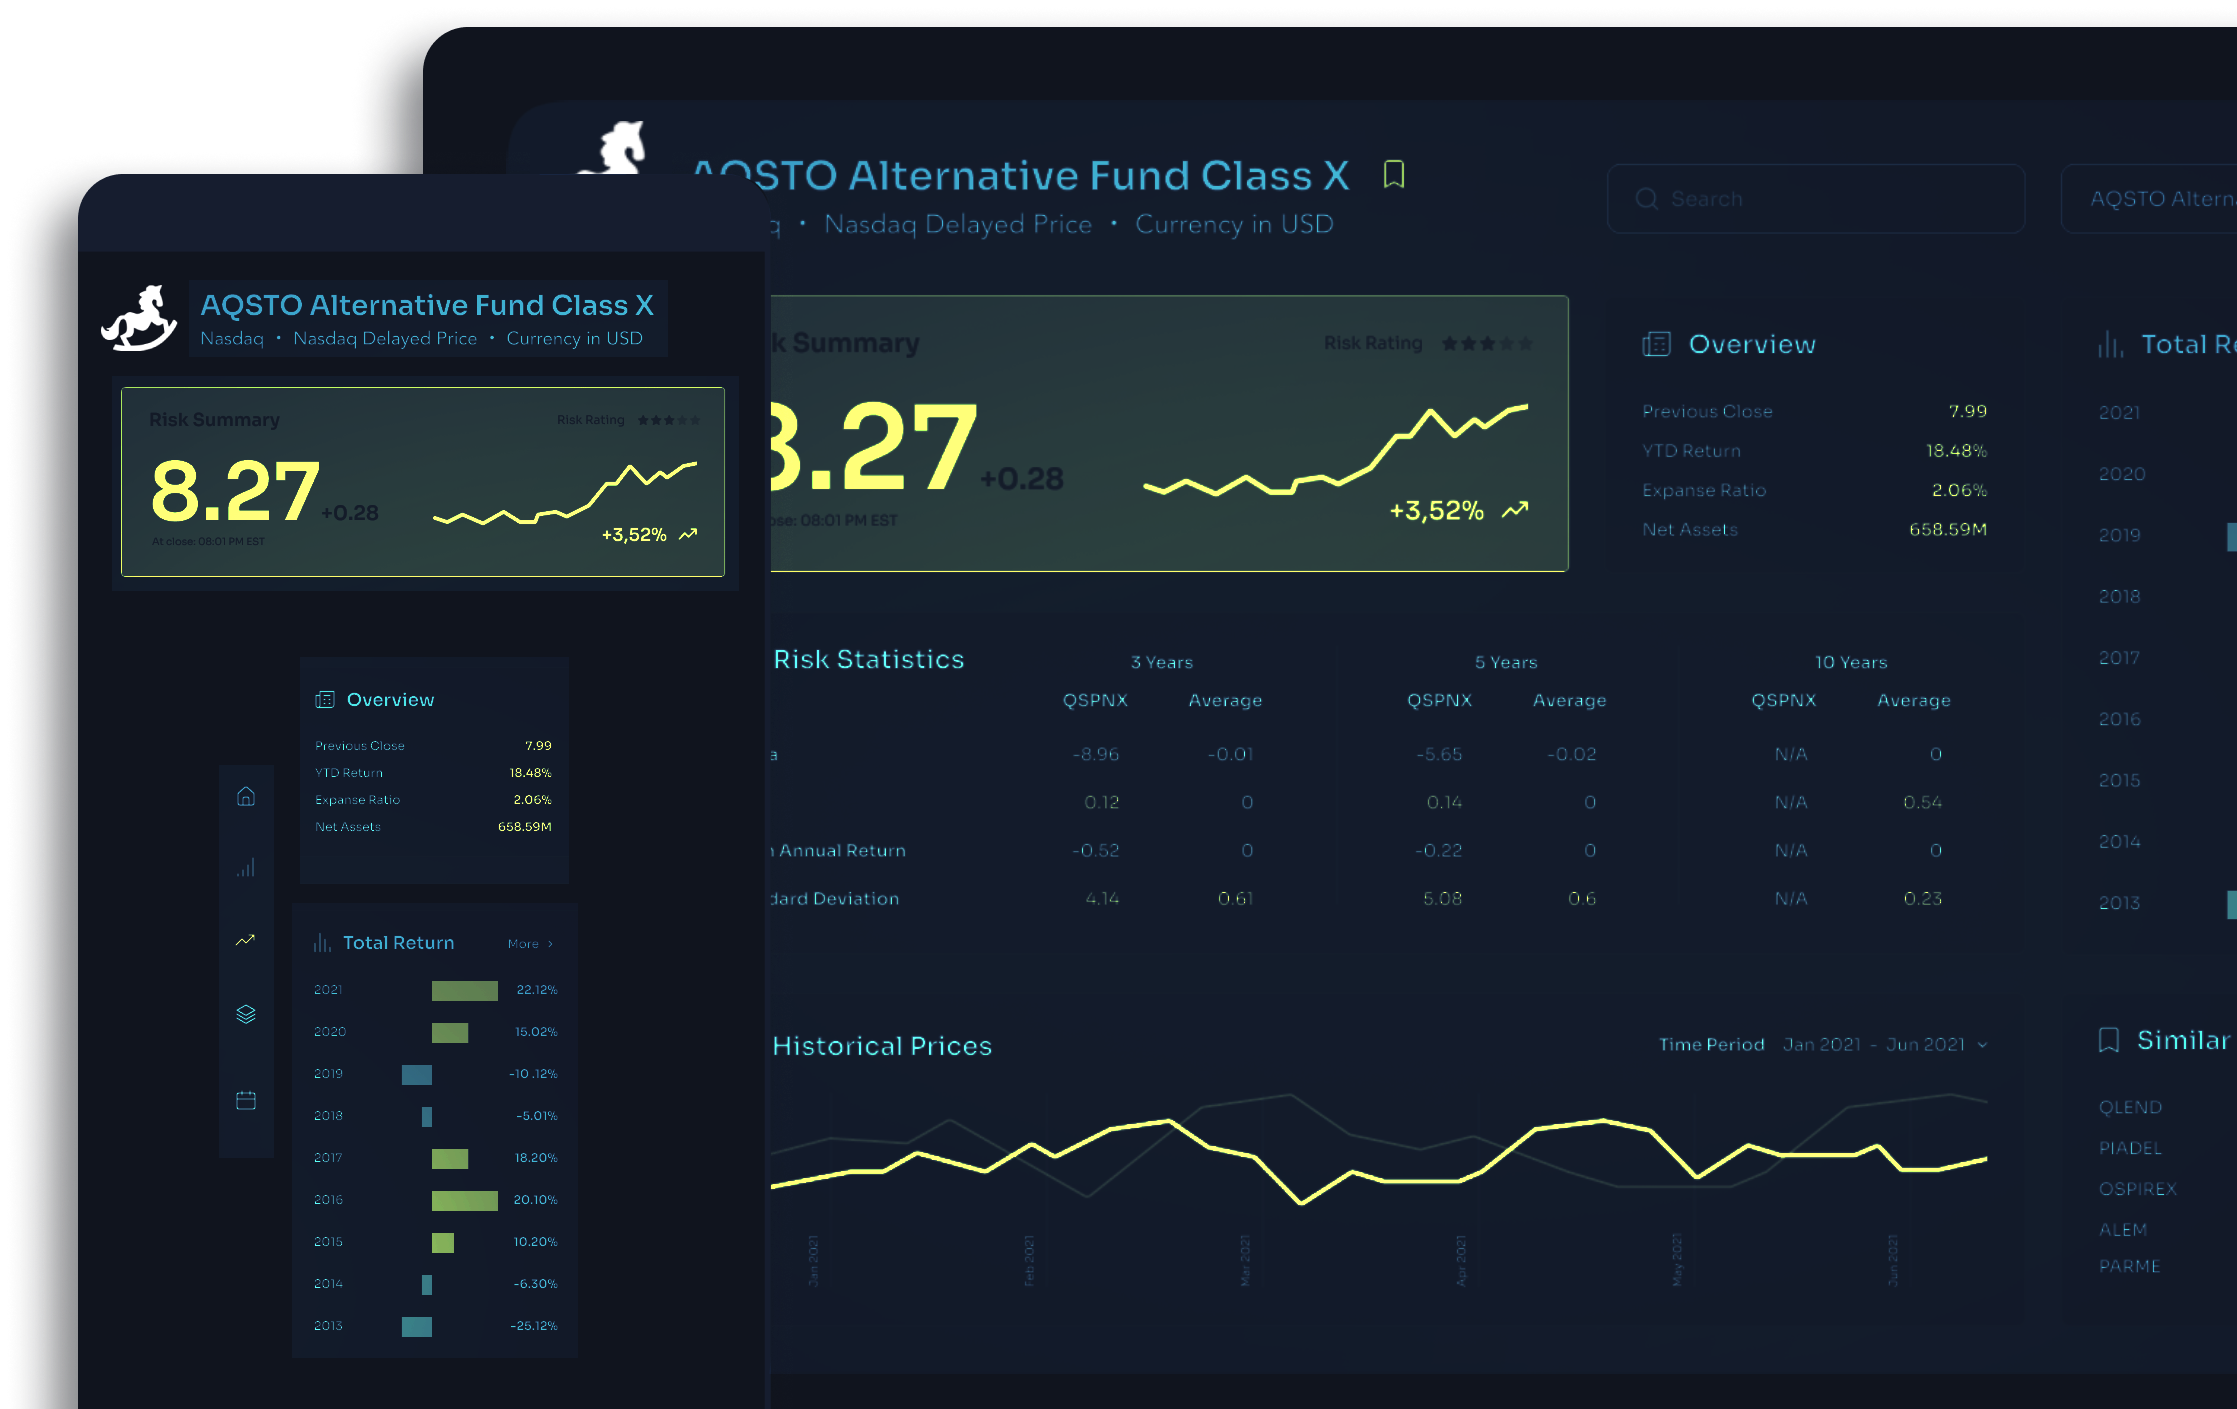 AQSTO Alternative Fund Class X
Nasdaq • Nasdaq Delayed Price • Currency in USD
Risk Summary
Risk Rating
8.27 +0.28
At close: 08:01 PM EST
+3,52%
Overview
Previous Close 7.99
YTD Return 18.48%
Expanse Ratio 2.06%
Net Assets 658.59M
Total Return More >
2021 22.12%
2020 15.02%
2019 -10 .12%
2018 -5.01%
2017 18.20%
2016 20.10%
2015 10.20%
2014 -6.30%
2013 -25.12%
AQSTO Alternative Fund Class X
q • Nasdaq Delayed Price • Currency in USD
Search
AQSTO Altern
k Summary
Risk Rating
8.27 +0.28
ose: 08:01 PM EST
+3,52%
Overview
Previous Close 7.99
YTD Return 18.48%
Expanse Ratio 2.06%
Net Assets 658.59M
Total Re
2021
2020
2019
2018
2017
2016
2015
2014
2013
Risk Statistics 3 Years 5 Years 10 Years
QSPNX Average QSPNX Average QSPNX Average
a -8.96 -0.01 -5.65 -0.02 N/A 0
0.12 0 0.14 0 N/A 0.54
n Annual Return -0.52 0 -0.22 0 N/A 0
dard Deviation 4.14 0.61 5.08 0.6 N/A 0.23
Historical Prices
Time Period Jan 2021 - Jun 2021
Jan 2021 Feb 2021 Mar 2021 Apr 2021 May 2021 Jun 2021
Similar
QLEND
PIADEL
OSPIREX
ALEM
PARME